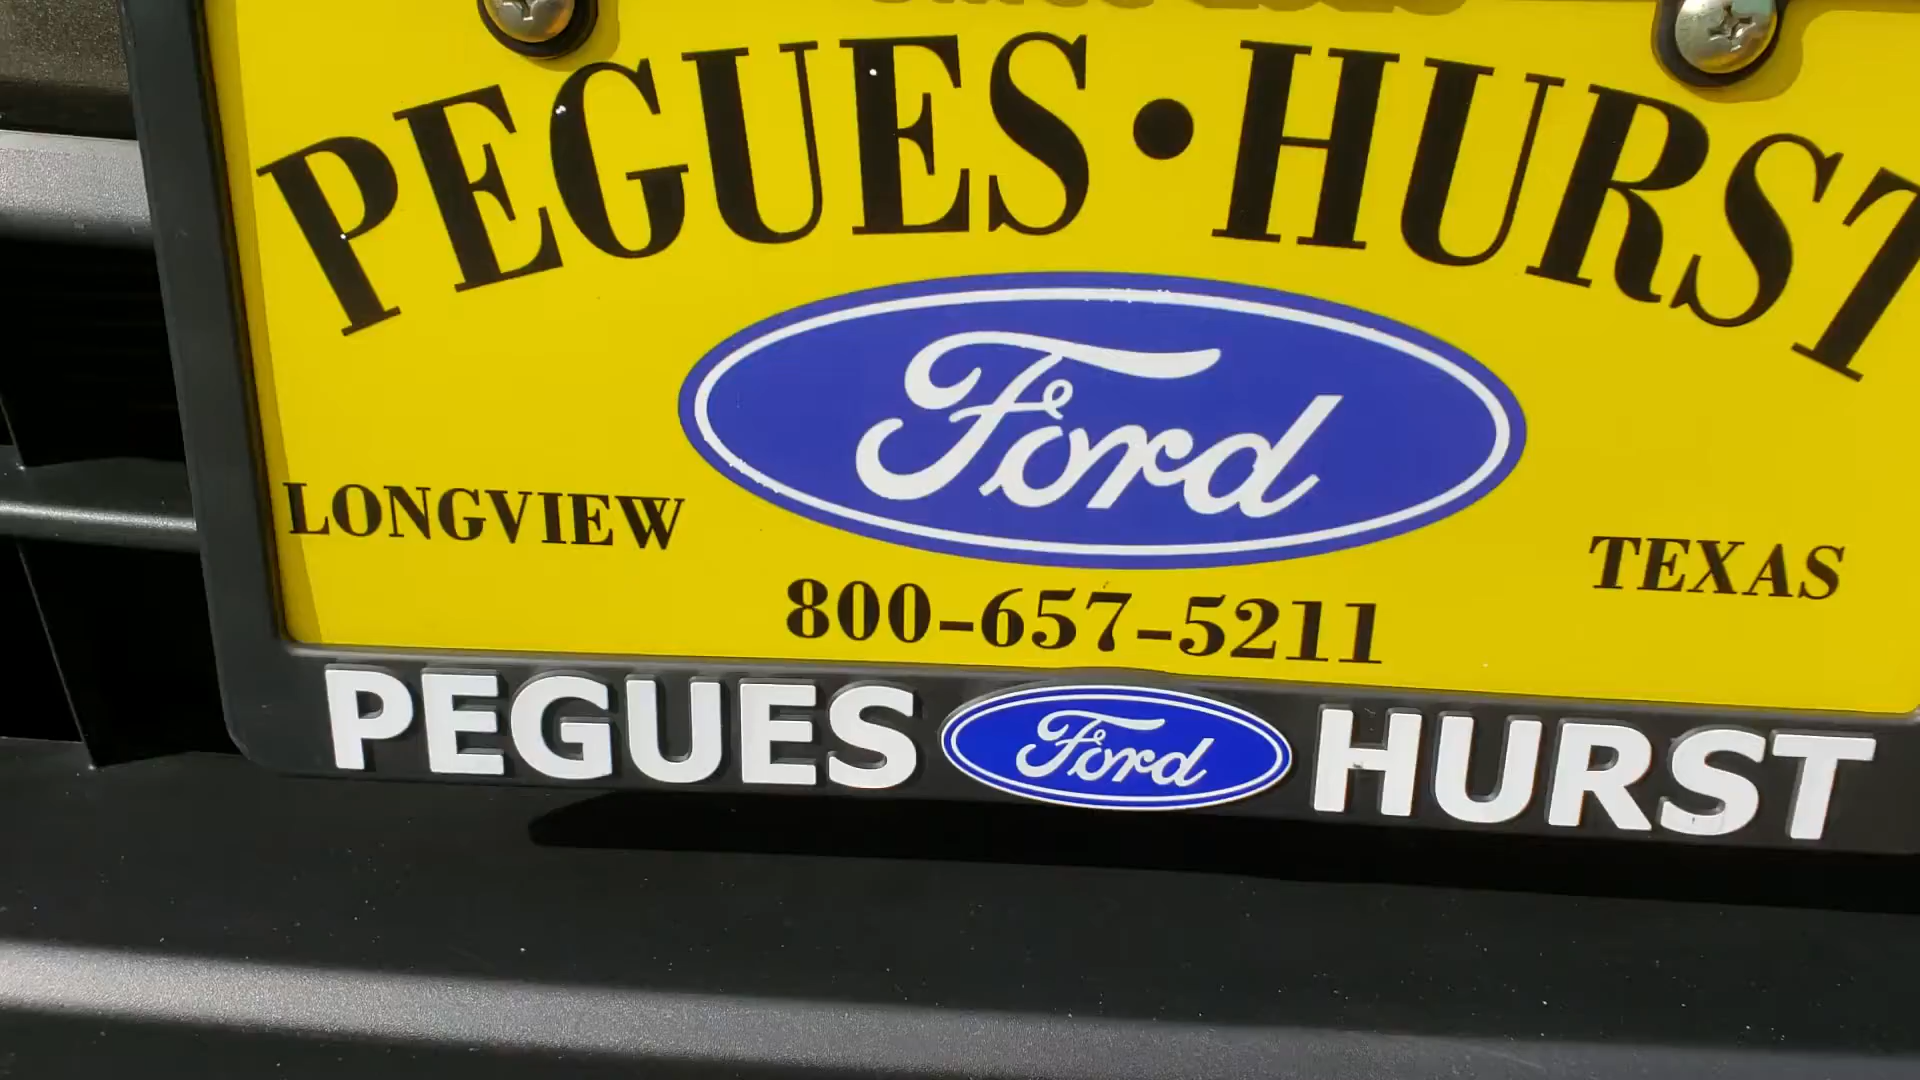 PEGUES•HURST
Ford
LONGVIEW
TEXAS
800-657-5211
PEGUES Ford HURST